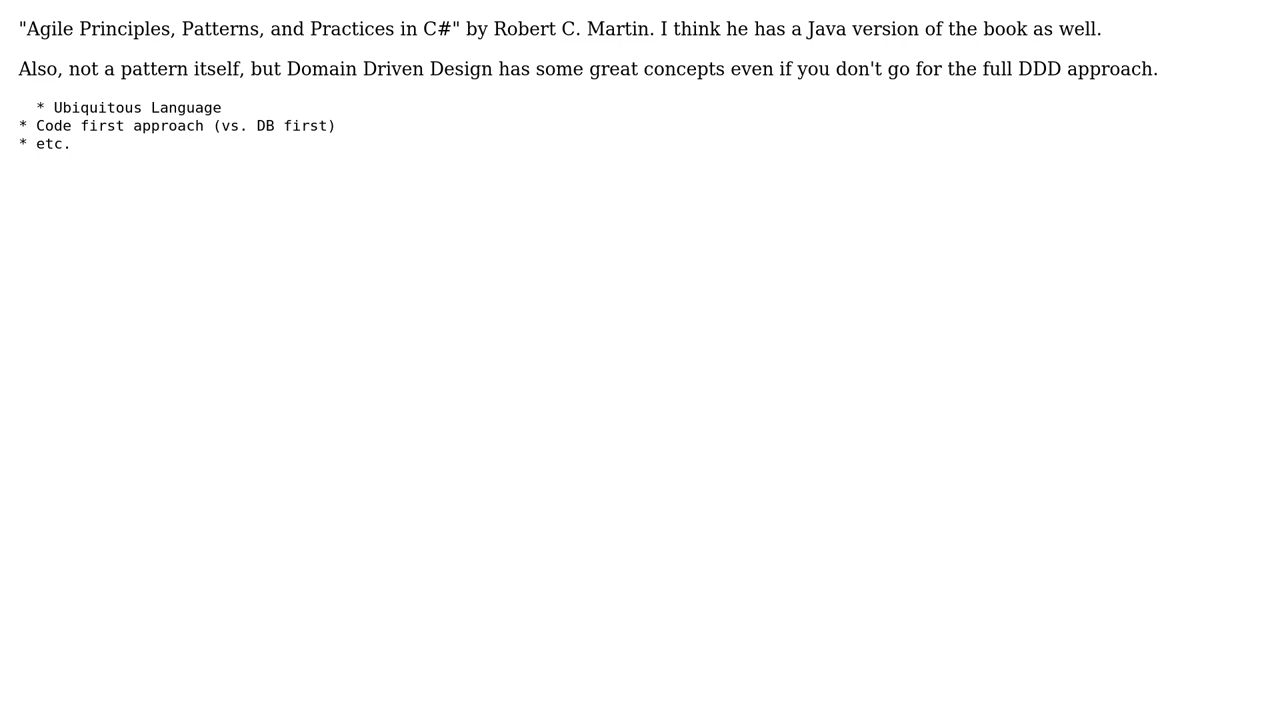 "Agile Principles, Patterns, and Practices in C#" by Robert C. Martin. I think he has a Java version of the book as well.
Also, not a pattern itself, but Domain Driven Design has some great concepts even if you don't go for the full DDD approach.
  * Ubiquitous Language
* Code first approach (vs. DB first)
* etc.